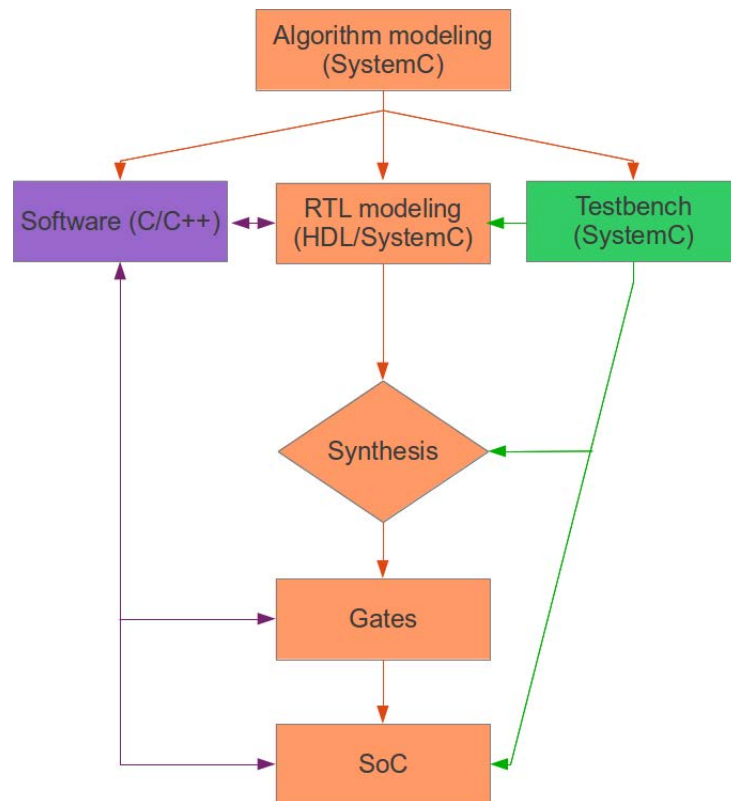 Algorithm modeling
(SystemC)
Software (C/C++)
RTL modeling
(HDL/SystemC)
Testbench
(SystemC)
Synthesis
Gates
SoC